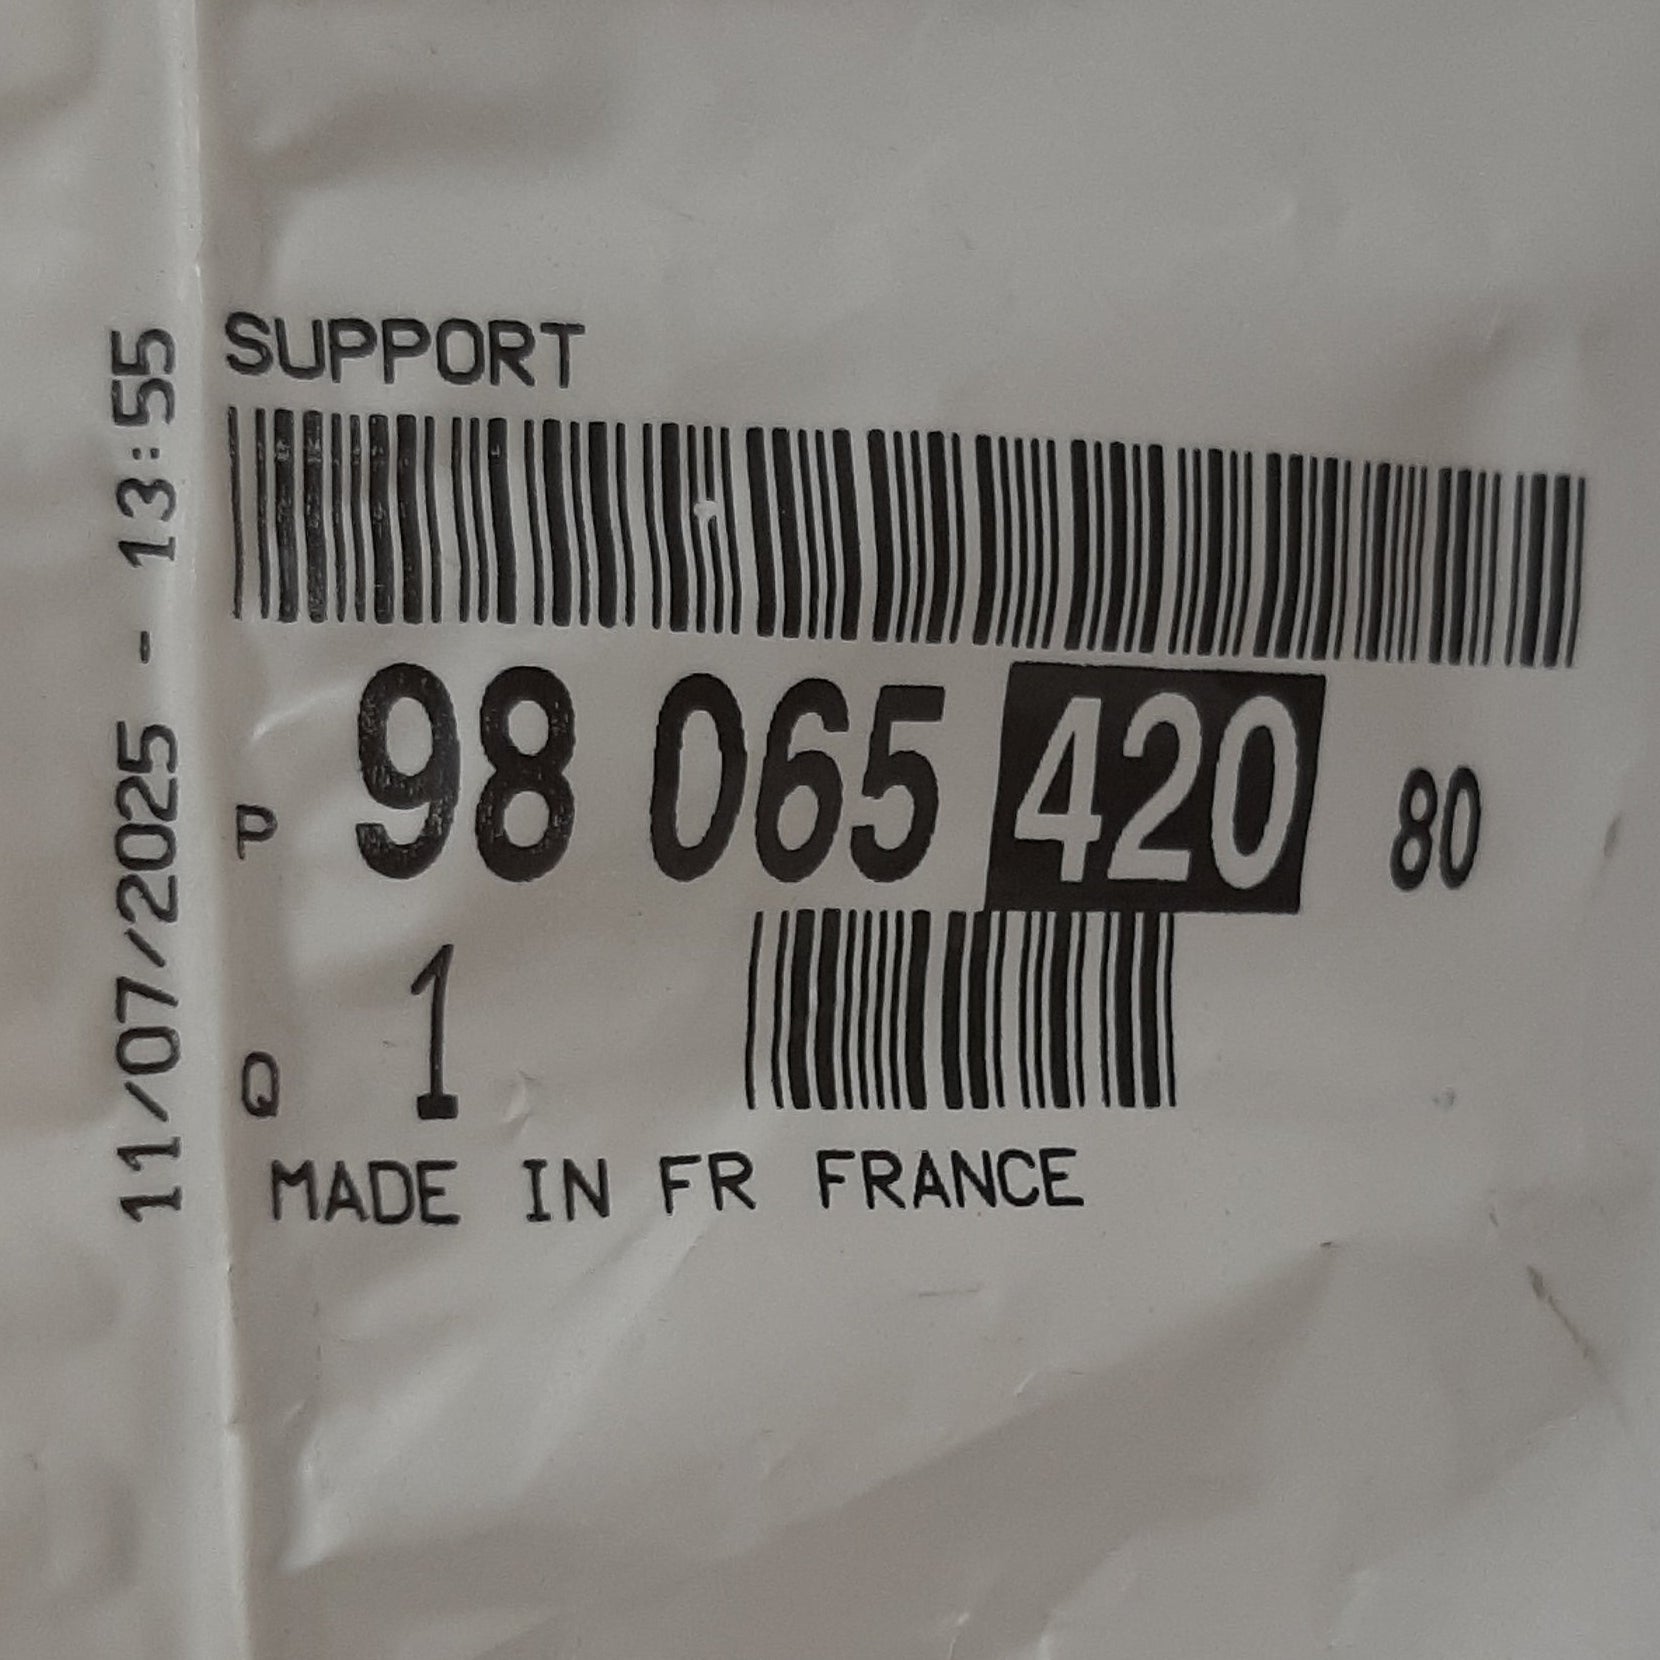 SUPPORT
P 98 065 420 80
Q 1
MADE IN FR FRANCE
11/07/2025 - 13:55